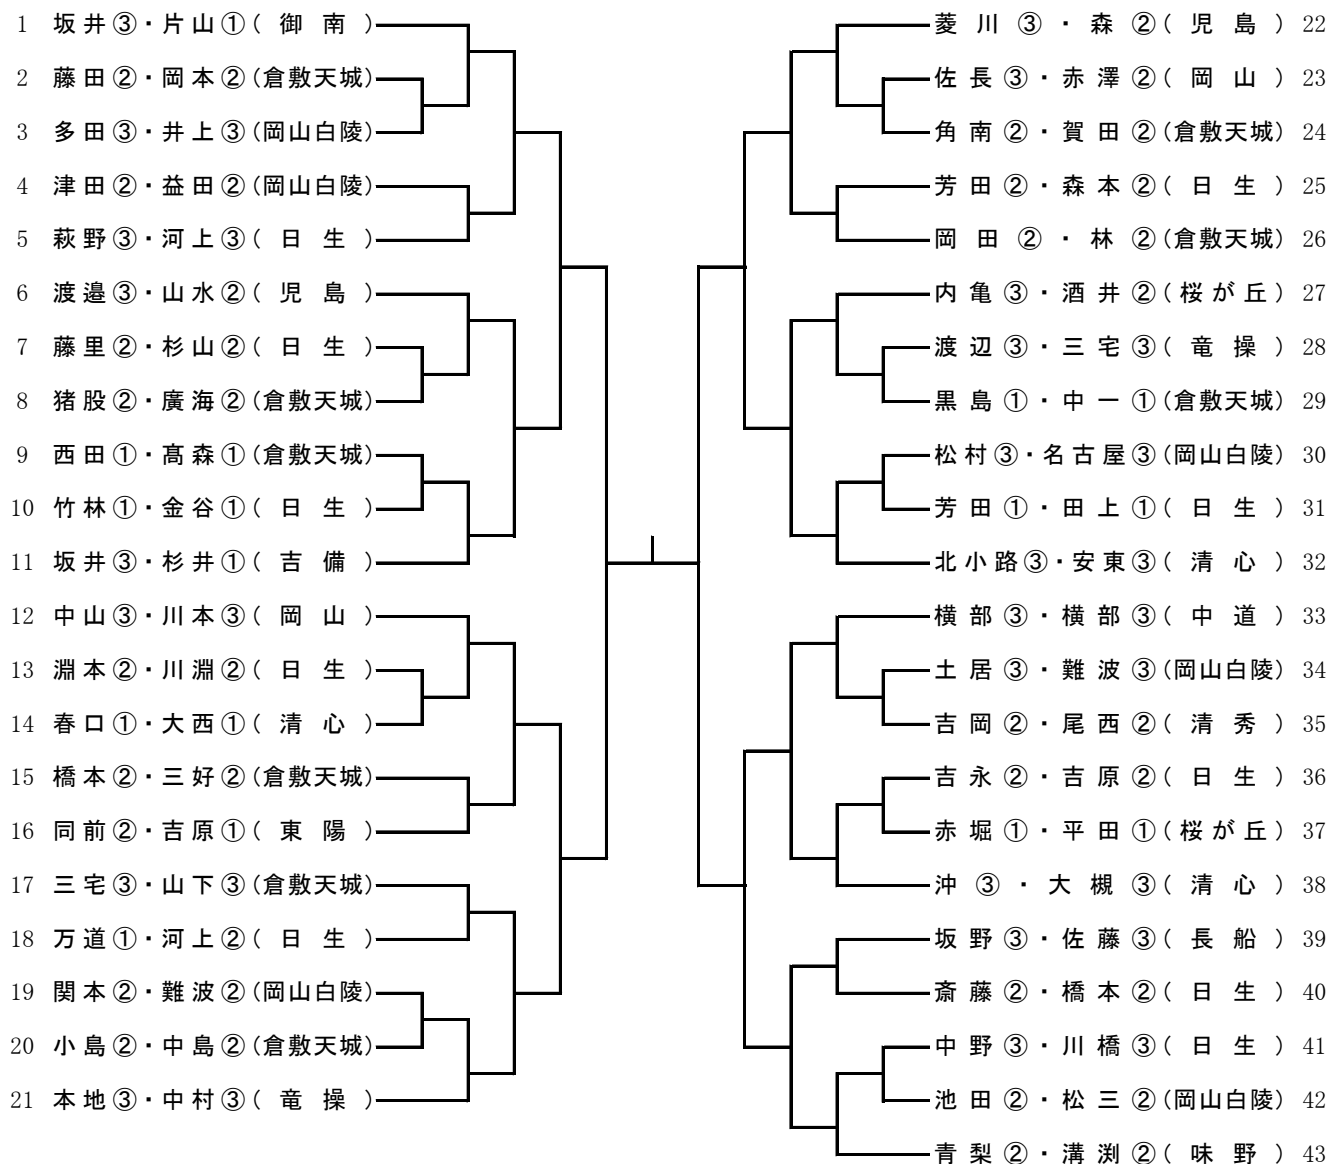 1 坂井③・片山①(御南)
2 藤田②・岡本②(倉敷天城)
3 多田③・井上③(岡山白陵)
4 津田②・益田②(岡山白陵)
5 萩野③・河上③(日生)
6 渡邉③・山水②(児島)
7 藤里②・杉山②(日生)
8 猪股②・廣海②(倉敷天城)
9 西田①・髙森①(倉敷天城)
10 竹林①・金谷①(日生)
11 坂井③・杉井①(吉備)
12 中山③・川本③(岡山)
13 淵本②・川淵②(日生)
14 春口①・大西①(清心)
15 橋本②・三好②(倉敷天城)
16 同前②・吉原①(東陽)
17 三宅③・山下③(倉敷天城)
18 万道①・河上②(日生)
19 関本②・難波②(岡山白陵)
20 小島②・中島②(倉敷天城)
21 本地③・中村③(竜操)
菱川③・森②(児島) 22
佐長③・赤澤②(岡山) 23
角南②・賀田②(倉敷天城) 24
芳田②・森本②(日生) 25
岡田②・林②(倉敷天城) 26
内亀③・酒井②(桜が丘) 27
渡辺③・三宅③(竜操) 28
黒島①・中一①(倉敷天城) 29
松村③・名古屋③(岡山白陵) 30
芳田①・田上①(日生) 31
北小路③・安東③(清心) 32
横部③・横部③(中道) 33
土居③・難波③(岡山白陵) 34
吉岡②・尾西②(清秀) 35
吉永②・吉原②(日生) 36
赤堀①・平田①(桜が丘) 37
沖③・大槻③(清心) 38
坂野③・佐藤③(長船) 39
斎藤②・橋本②(日生) 40
中野③・川橋③(日生) 41
池田②・松三②(岡山白陵) 42
青梨②・溝渕②(味野) 43